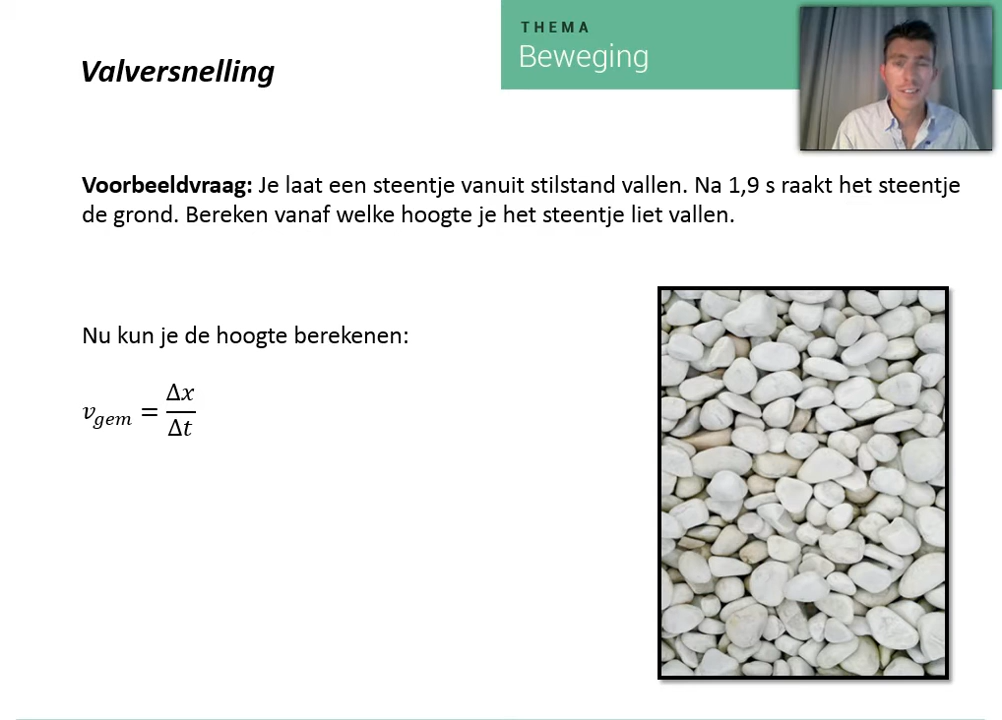 THEMA
Beweging
Valversnelling
Voorbeeldvraag: Je laat een steentje vanuit stilstand vallen. Na 1,9 s raakt het steentje
de grond. Bereken vanaf welke hoogte je het steentje liet vallen.
Nu kun je de hoogte berekenen:
v_gem = Δx/Δt